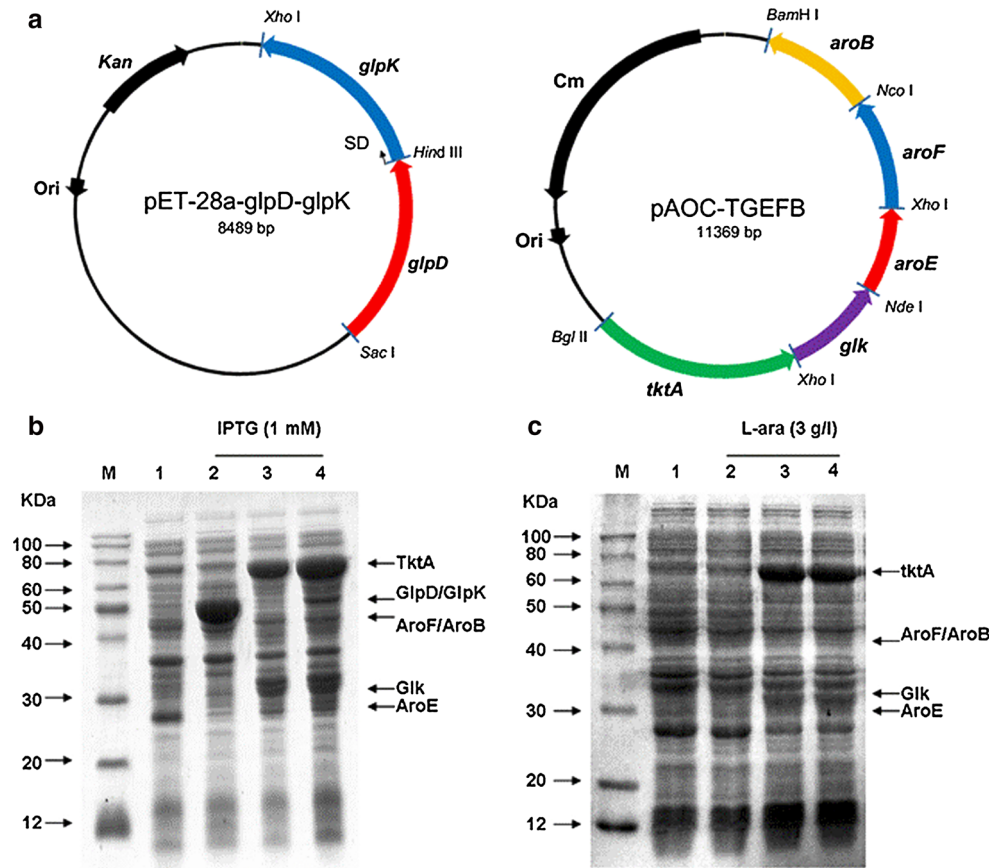 a
Xho I
glpK
Kan
SD
Hind III
Ori
pET-28a-glpD-glpK
8489 bp
glpD
Sac I
BamH I
aroB
Cm
Nco I
aroF
pAOC-TGEFB
11369 bp
Xho I
Ori
aroE
Nde I
Bgl II
glk
Xho I
tktA
b
IPTG (1 mM)
M 1 2 3 4
KDa
100
80
60
50
40
30
20
12
TktA
GlpD/GlpK
AroF/AroB
Glk
AroE
c
L-ara (3 g/l)
M 1 2 3 4
KDa
100
80
60
50
40
30
20
12
tktA
AroF/AroB
Glk
AroE